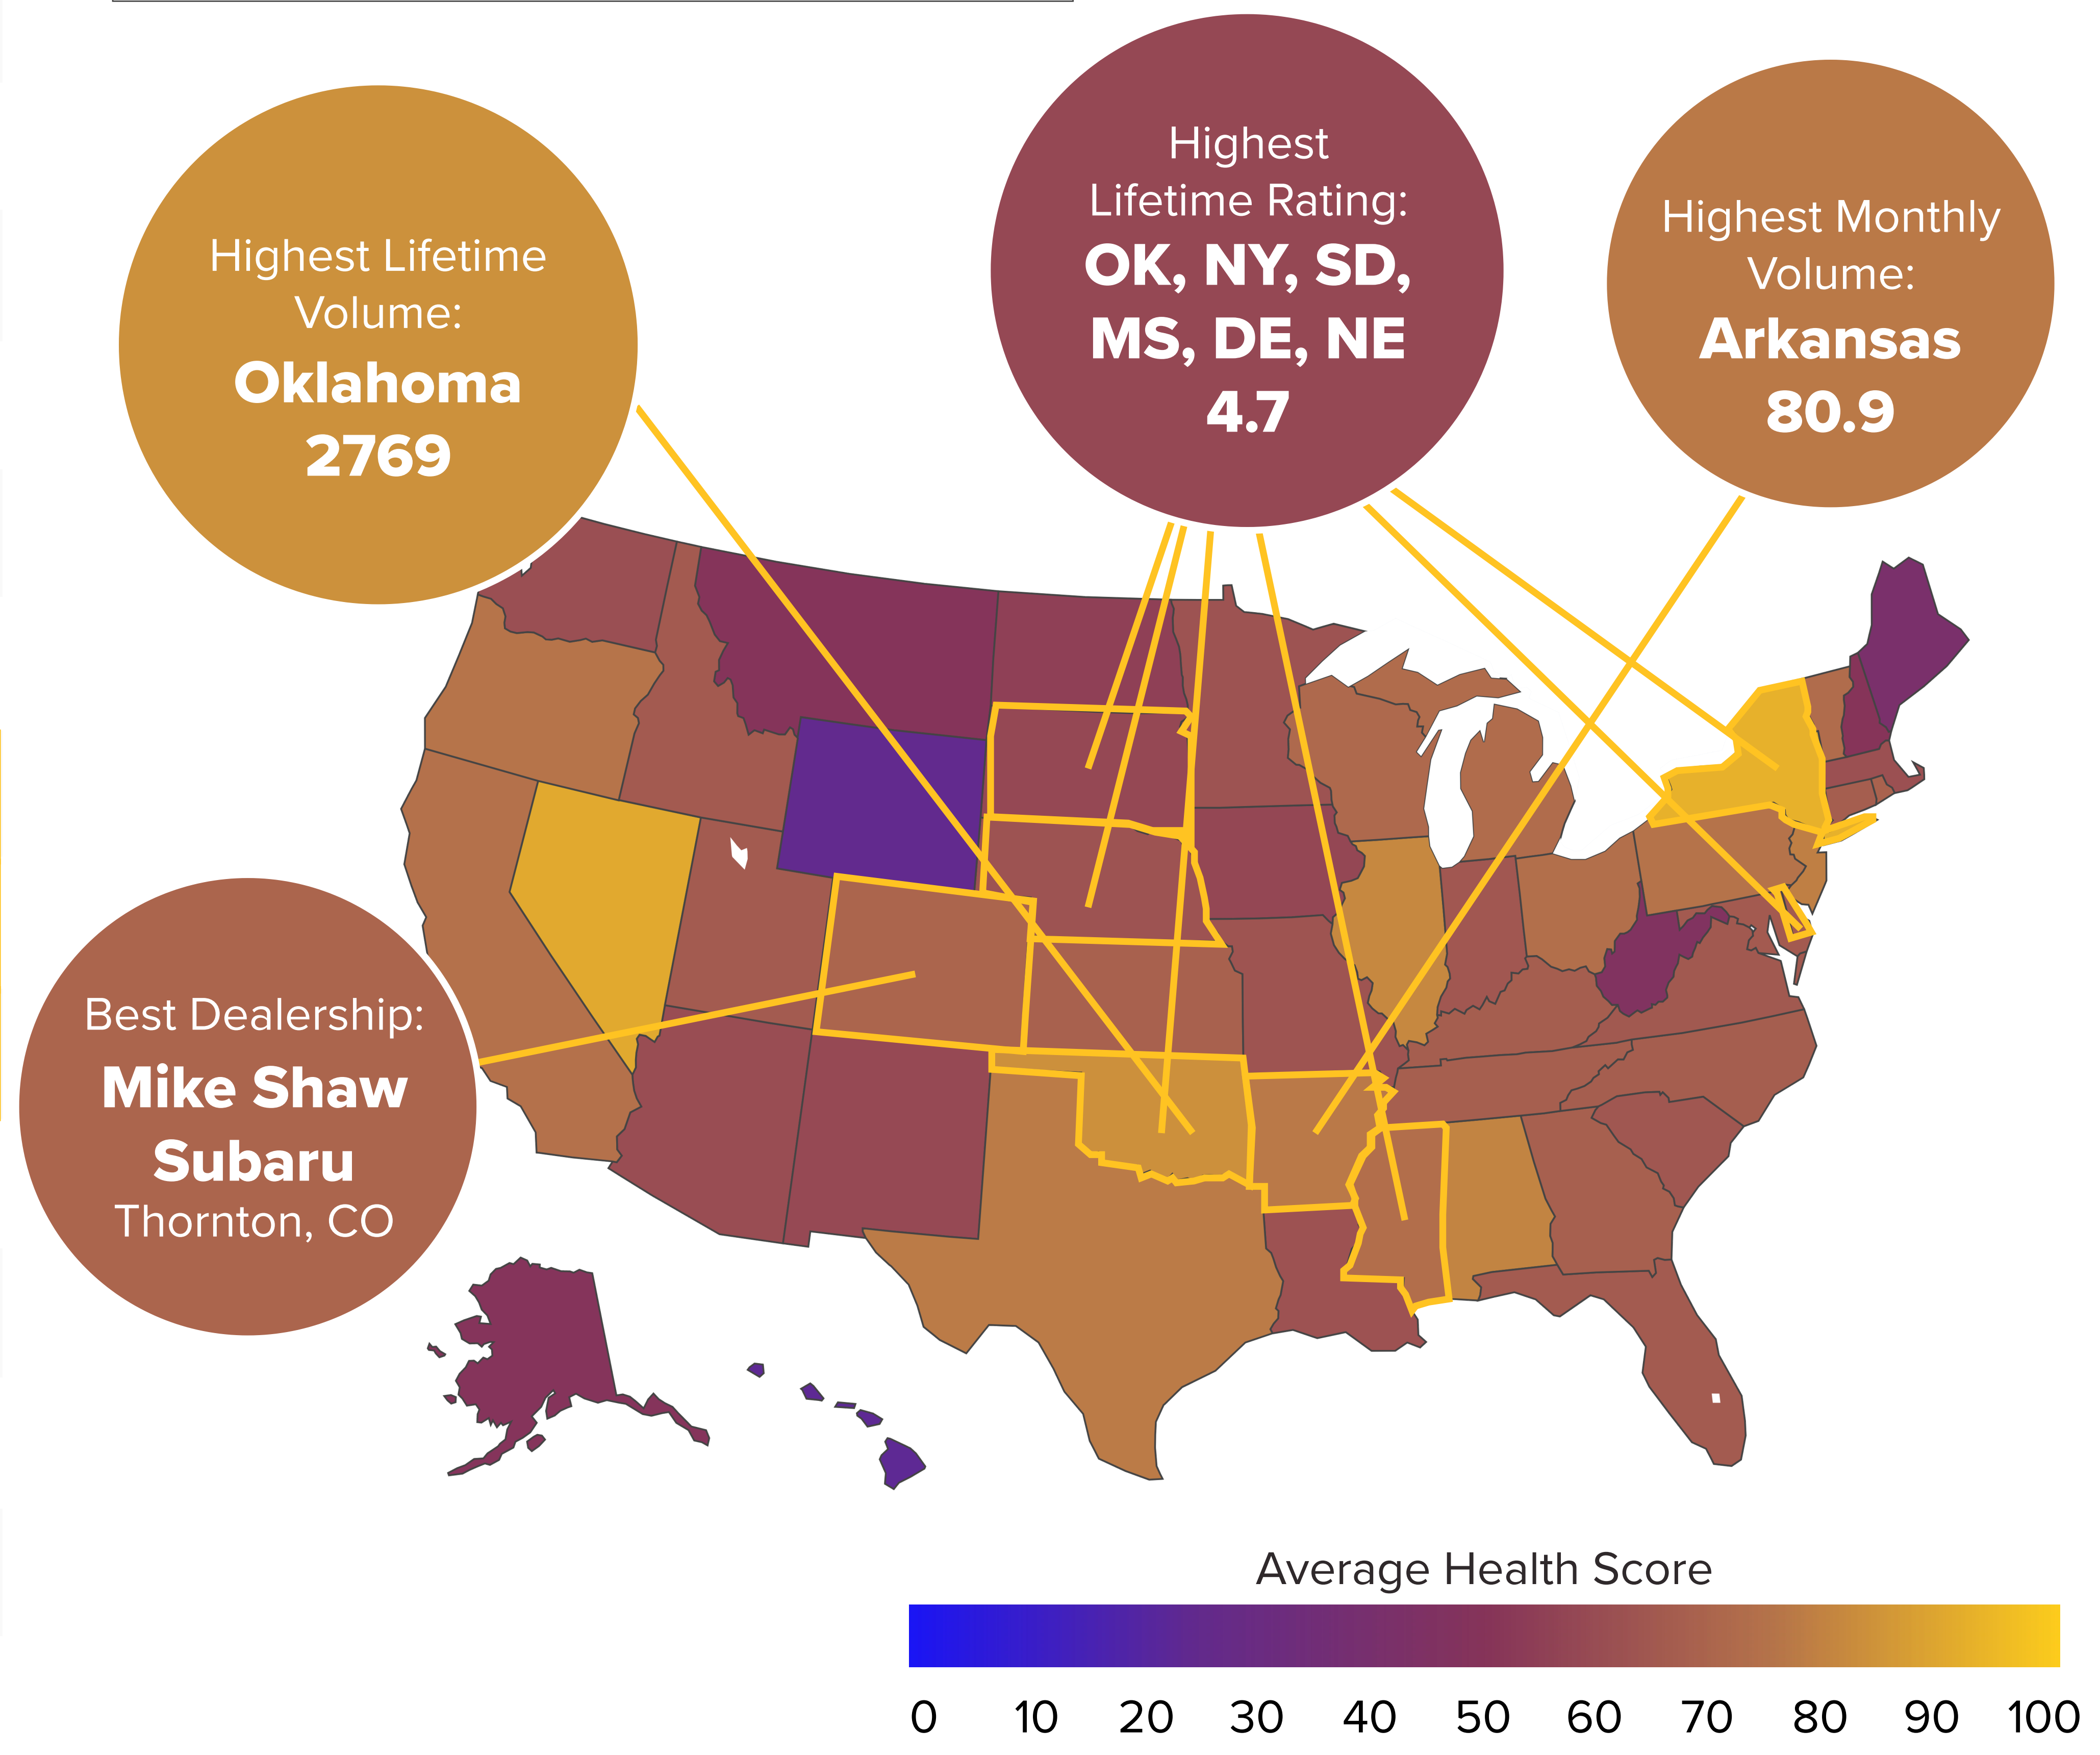 Highest Lifetime
Volume:
Oklahoma
2769
Highest
Lifetime Rating:
OK, NY, SD,
MS, DE, NE
4.7
Highest Monthly
Volume:
Arkansas
80.9
Best Dealership:
Mike Shaw
Subaru
Thornton, CO
Average Health Score
0 10 20 30 40 50 60 70 80 90 100